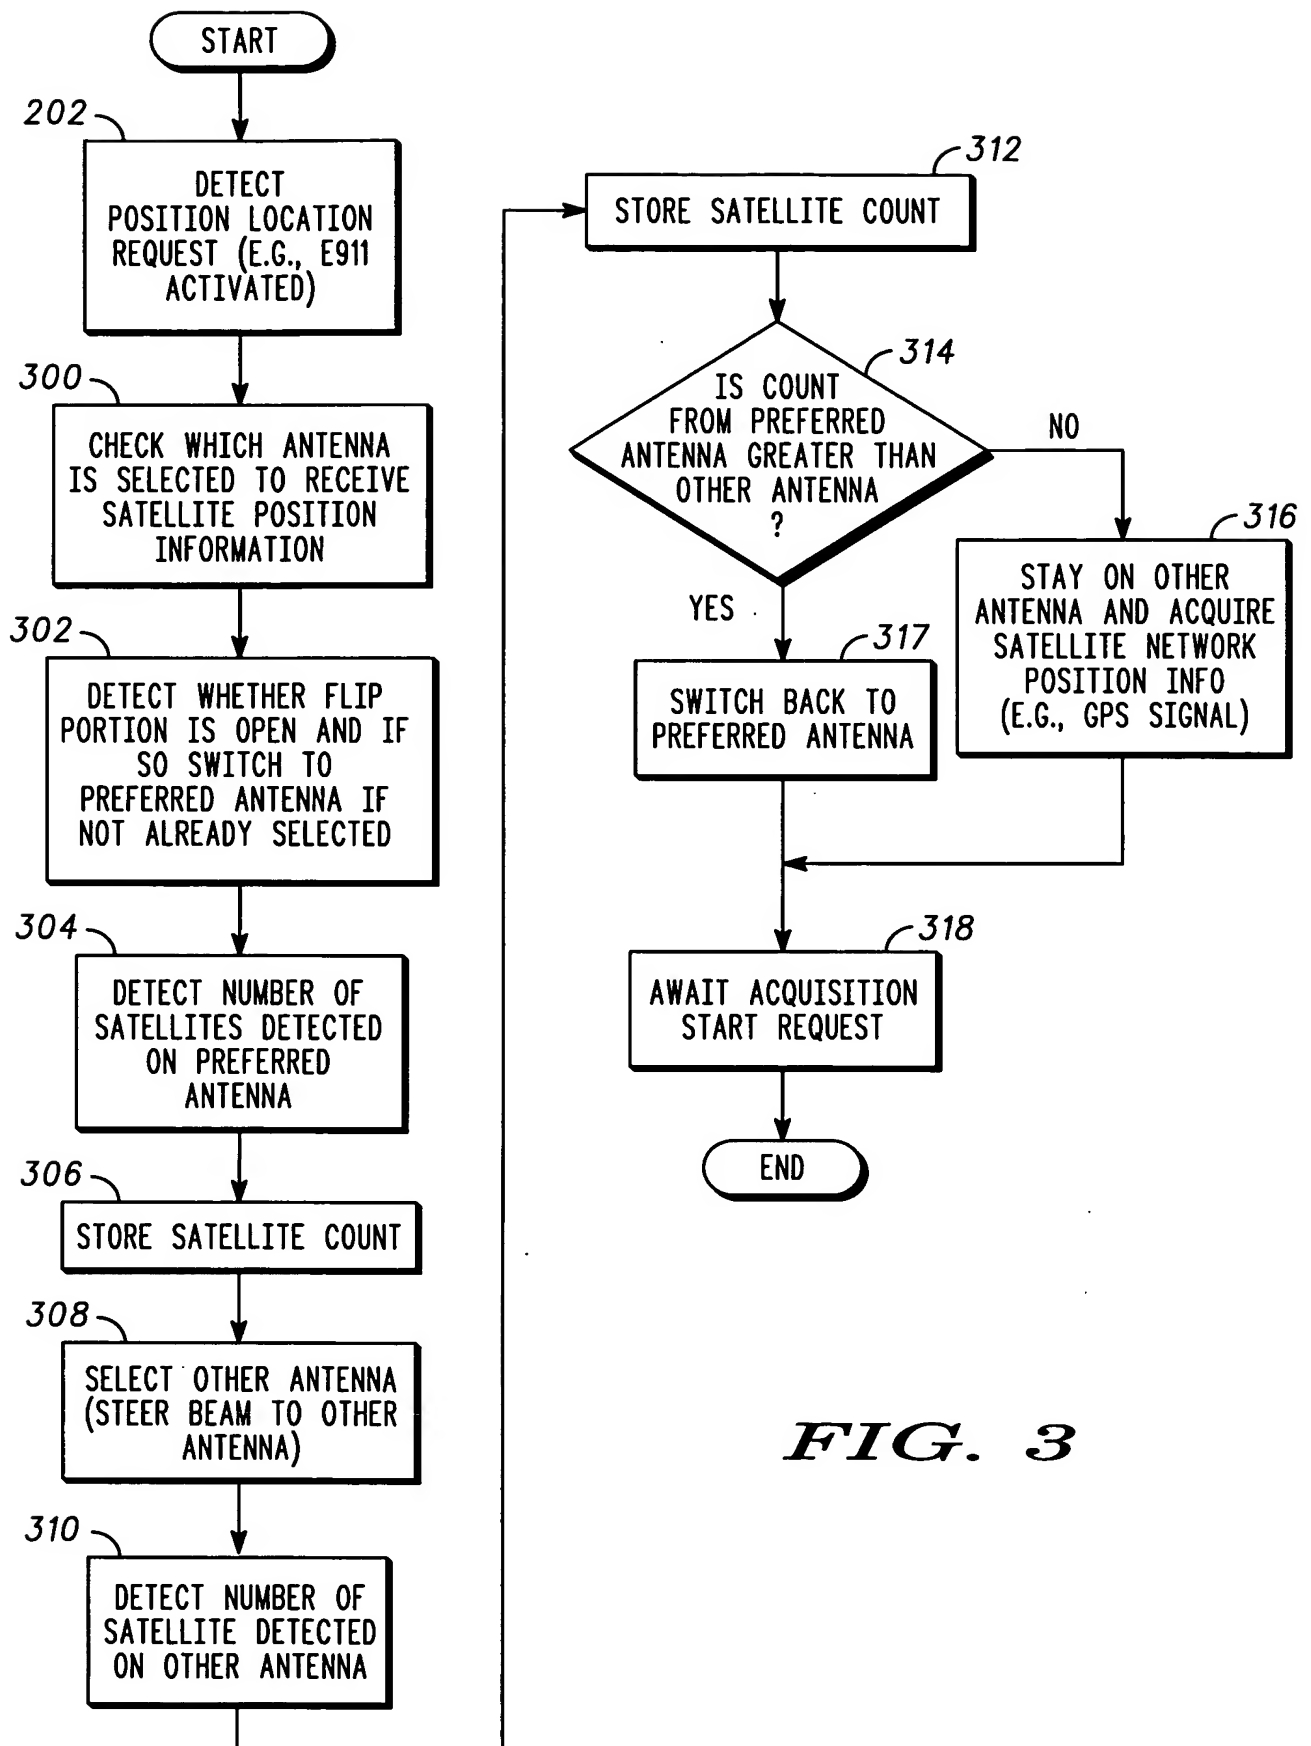 START
202
DETECT
POSITION LOCATION
REQUEST (E.G., E911
ACTIVATED)
300
CHECK WHICH ANTENNA
IS SELECTED TO RECEIVE
SATELLITE POSITION
INFORMATION
302
DETECT WHETHER FLIP
PORTION IS OPEN AND IF
SO SWITCH TO
PREFERRED ANTENNA IF
NOT ALREADY SELECTED
304
DETECT NUMBER OF
SATELLITES DETECTED
ON PREFERRED
ANTENNA
306
STORE SATELLITE COUNT
308
SELECT OTHER ANTENNA
(STEER BEAM TO OTHER
ANTENNA)
310
DETECT NUMBER OF
SATELLITE DETECTED
ON OTHER ANTENNA
312
STORE SATELLITE COUNT
314
IS COUNT
FROM PREFERRED
ANTENNA GREATER THAN
OTHER ANTENNA
?
NO
316
STAY ON OTHER
ANTENNA AND ACQUIRE
SATELLITE NETWORK
POSITION INFO
(E.G., GPS SIGNAL)
YES
317
SWITCH BACK TO
PREFERRED ANTENNA
318
AWAIT ACQUISITION
START REQUEST
END
FIG. 3